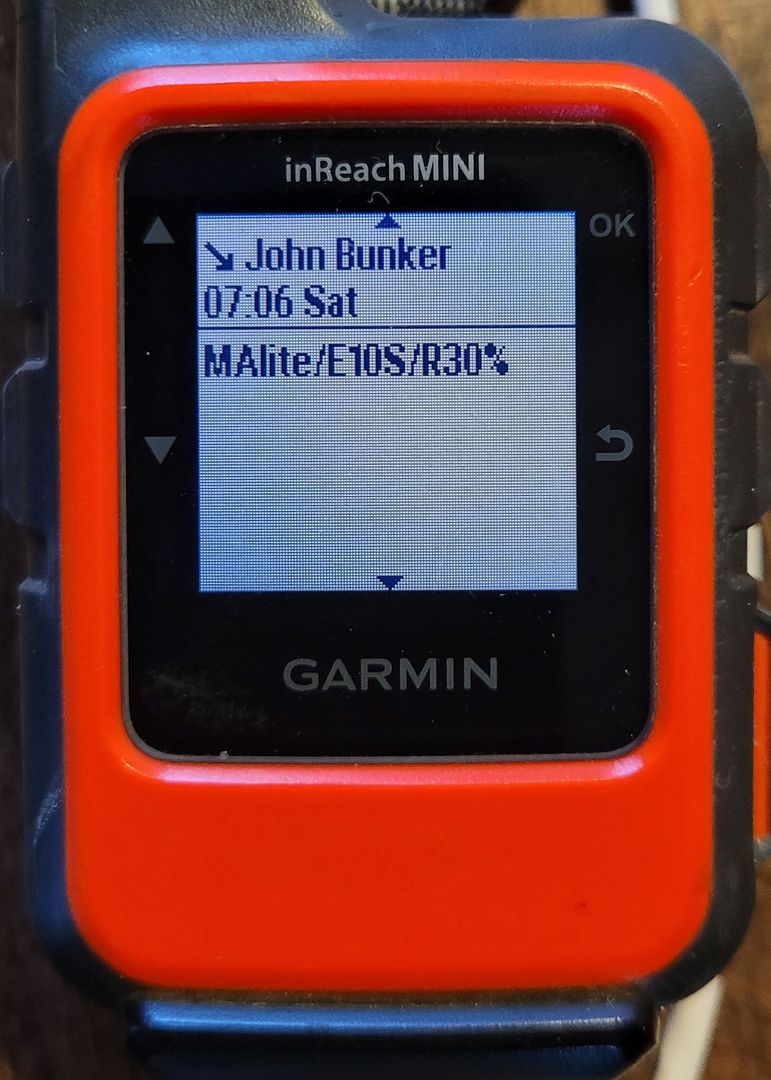 inReach MINI
OK
John Bunker
07:06 Sat
MAlite/E10S/R30%
GARMIN